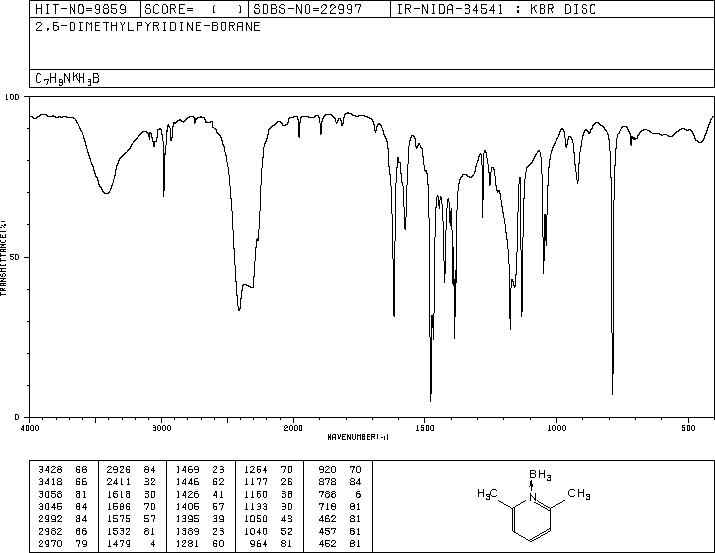 HIT-NO=9859 SCORE= ( ) SDBS-NO=22997 IR-NIDA-34541 : KBR DISC
2,6-DIMETHYLPYRIDINE-BORANE
C₇H₉NKH₃B
100
50
0
TRANSMITTANCE(%)
4000 3000 2000 1500 1000 500
WAVENUMBER(-1)
3428 68 2926 84 1469 23 1264 70 920 70
3418 66 2411 32 1446 62 1177 26 878 84
3058 81 1618 30 1426 41 1160 38 788 6
3045 84 1586 70 1405 57 1133 30 718 81
2992 84 1575 57 1395 39 1050 43 462 81
2982 66 1532 81 1389 23 1040 52 457 81
2970 79 1479 4 1281 60 964 81 452 81
BH₃
H₃C N CH₃